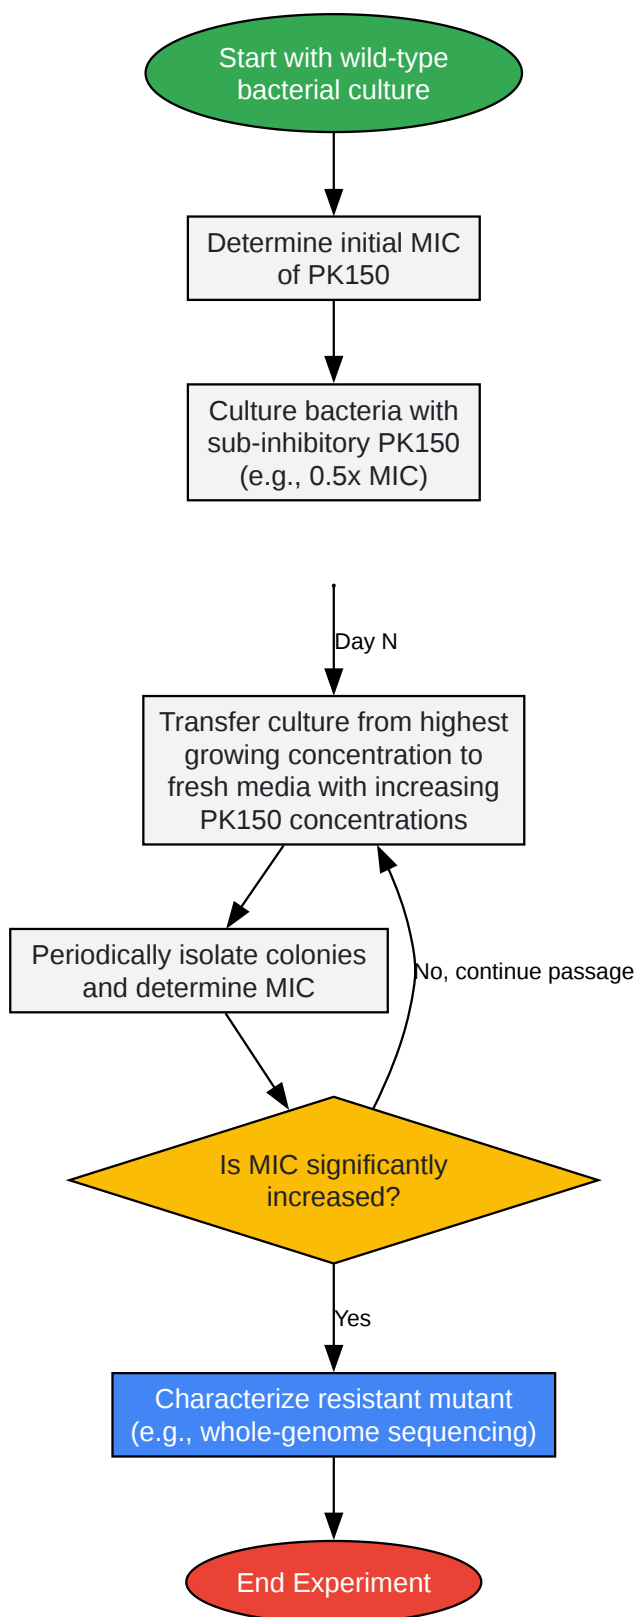 Start with wild-type
bacterial culture
Determine initial MIC
of PK150
Culture bacteria with
sub-inhibitory PK150
(e.g., 0.5x MIC)
Day N
Transfer culture from highest
growing concentration to
fresh media with increasing
PK150 concentrations
Periodically isolate colonies
and determine MIC
No, continue passage
Is MIC significantly
increased?
Yes
Characterize resistant mutant
(e.g., whole-genome sequencing)
End Experiment